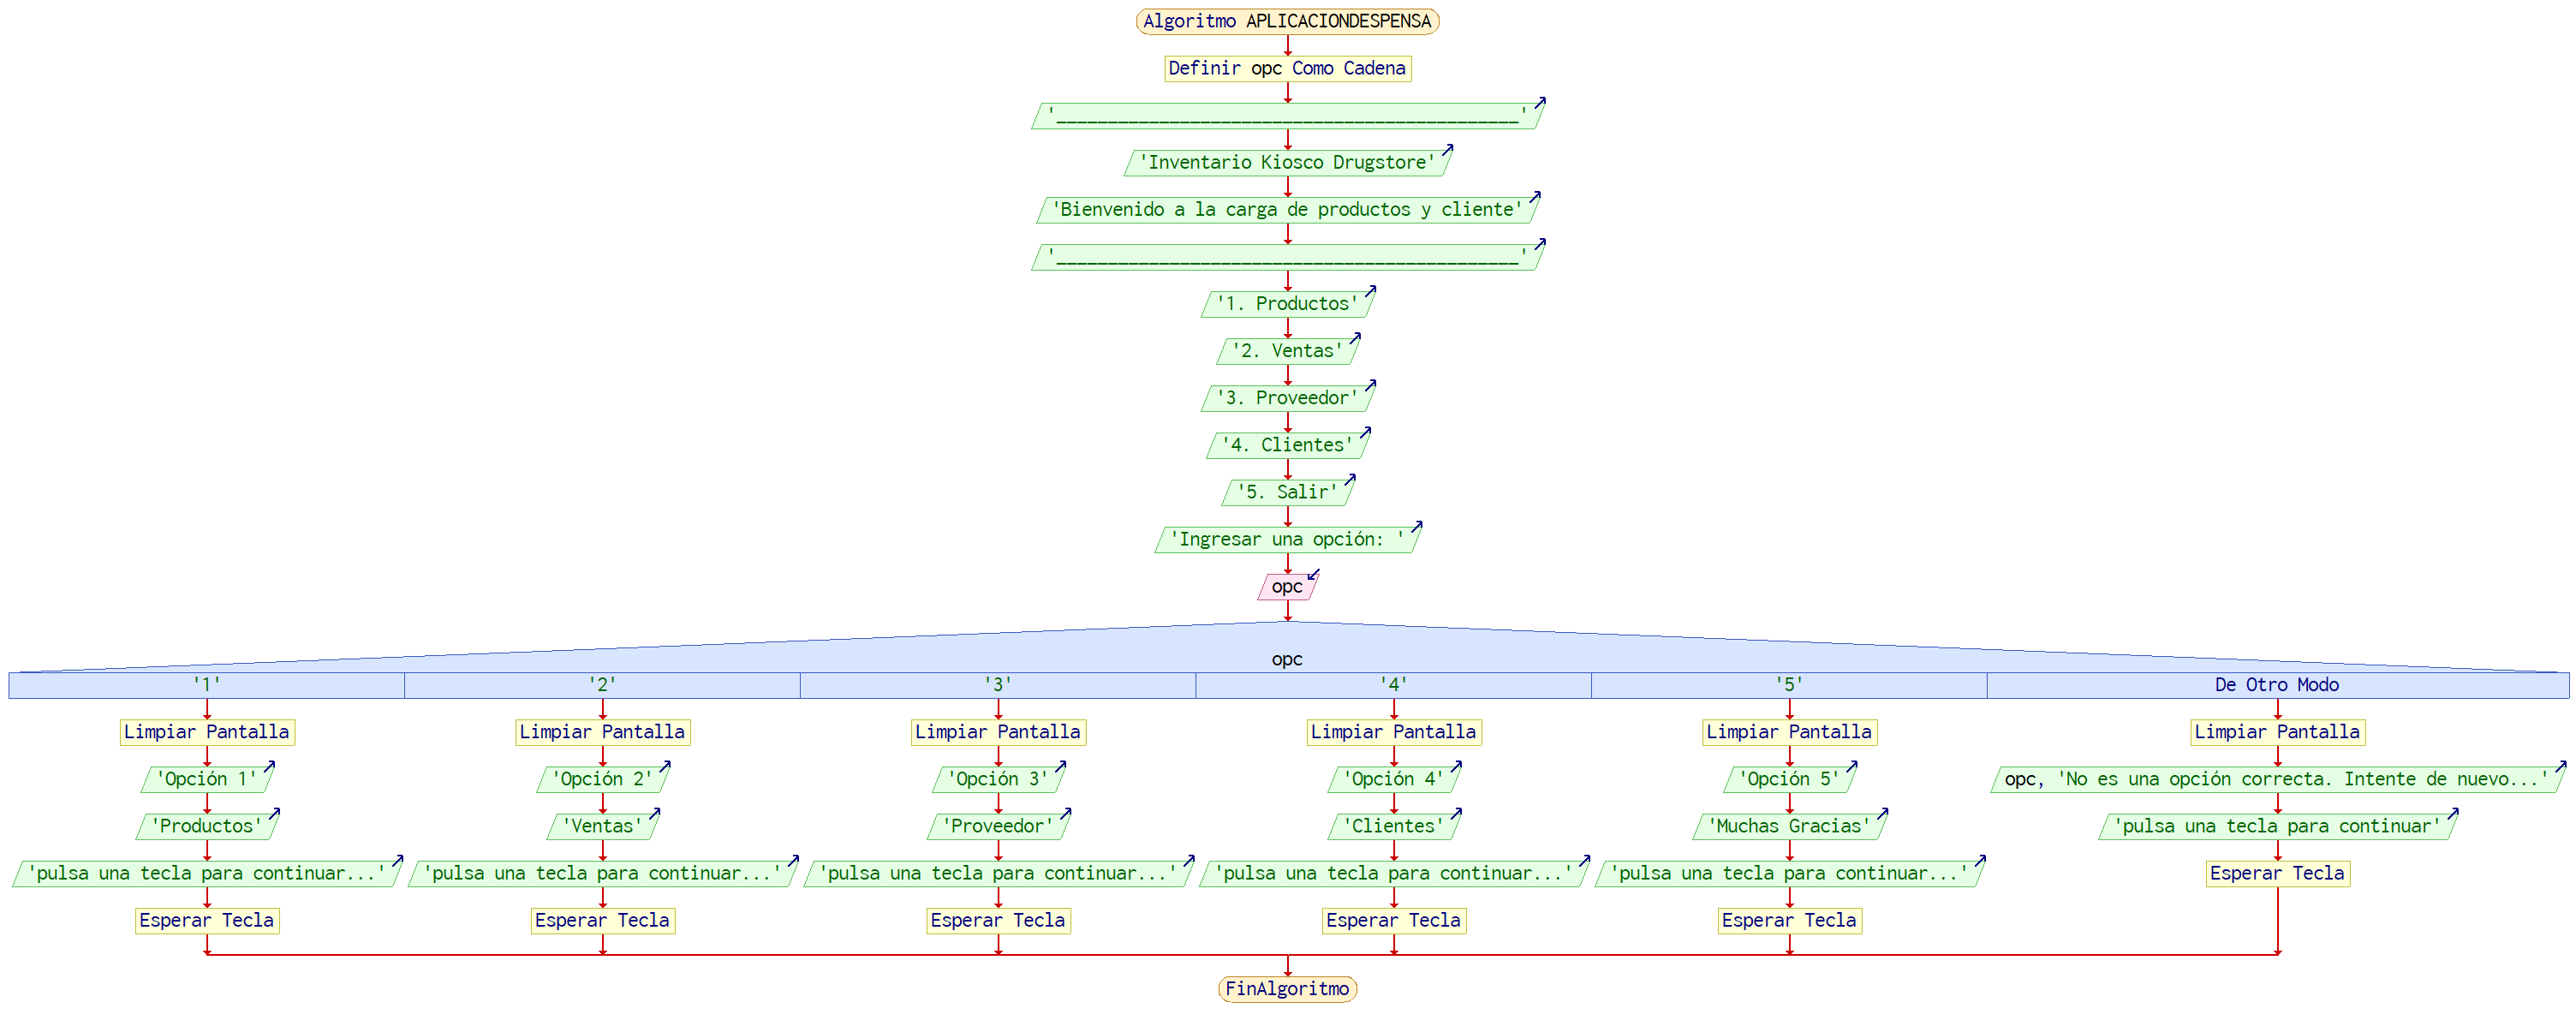 Algoritmo APLICACIONDESPENSA
Definir opc Como Cadena
'_____________________________________________'
'Inventario Kiosco Drugstore'
'Bienvenido a la carga de productos y cliente'
'_____________________________________________'
'1. Productos'
'2. Ventas'
'3. Proveedor'
'4. Clientes'
'5. Salir'
'Ingresar una opción: '
opc
opc
'1' '2' '3' '4' '5' De Otro Modo
Limpiar Pantalla Limpiar Pantalla Limpiar Pantalla Limpiar Pantalla Limpiar Pantalla Limpiar Pantalla
'Opción 1' 'Opción 2' 'Opción 3' 'Opción 4' 'Opción 5' opc, 'No es una opción correcta. Intente de nuevo...'
'Productos' 'Ventas' 'Proveedor' 'Clientes' 'Muchas Gracias' 'pulsa una tecla para continuar'
'pulsa una tecla para continuar...' 'pulsa una tecla para continuar...' 'pulsa una tecla para continuar...' 'pulsa una tecla para continuar...' 'pulsa una tecla para continuar...' Esperar Tecla
Esperar Tecla Esperar Tecla Esperar Tecla Esperar Tecla Esperar Tecla
FinAlgoritmo